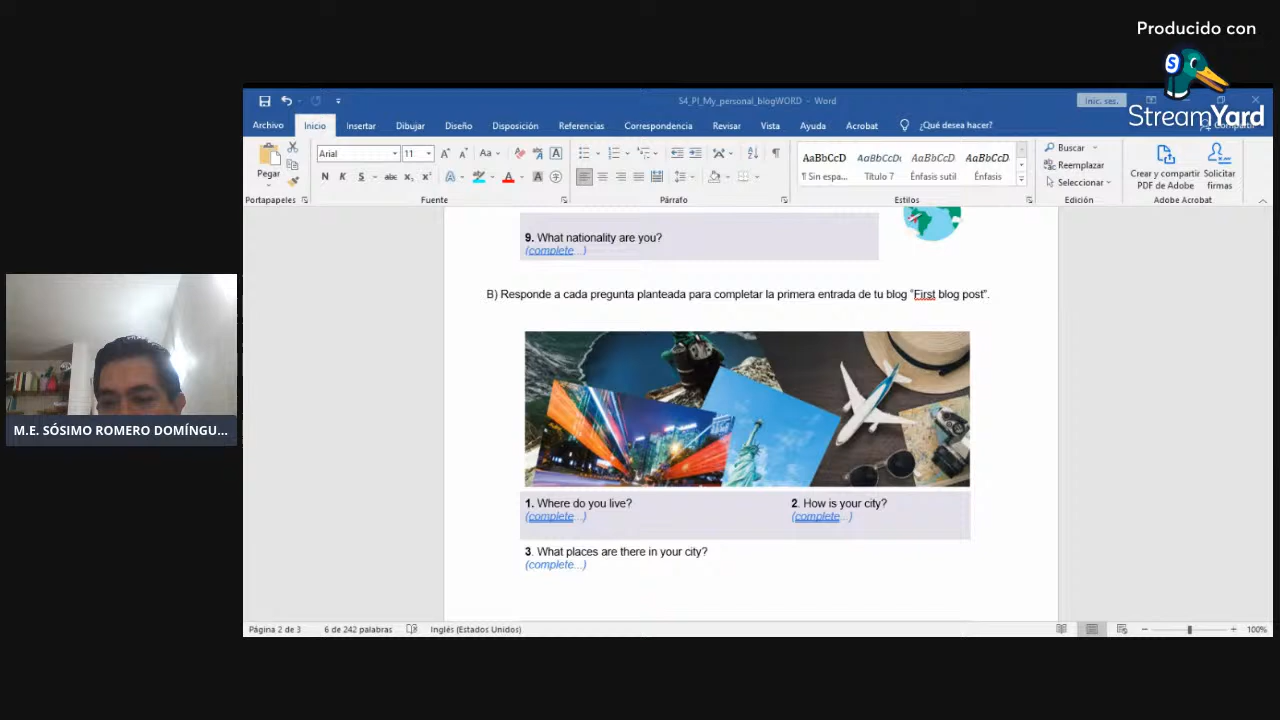 Producido con
StreamYard
S4_PI_My_personal_blogWORD - Word
Inic. ses.
Archivo Inicio Insertar Dibujar Diseño Disposición Referencias Correspondencia Revisar Vista Ayuda Acrobat ¿Qué desea hacer?
Arial 11
Pegar
N K S abc x₂ x²
AaBbCcD AaBbCcDı AaBbCcD AaBbCcD
¶ Sin espa... Título 7 Énfasis sutil Énfasis
Buscar
Reemplazar
Seleccionar
Crear y compartir PDF de Adobe
Solicitar firmas
Portapapeles Fuente Párrafo Estilos Edición Adobe Acrobat
9. What nationality are you?
(complete...)
B) Responde a cada pregunta planteada para completar la primera entrada de tu blog “First blog post”.
1. Where do you live?
(complete...)
2. How is your city?
(complete...)
3. What places are there in your city?
(complete...)
M.E. SÓSIMO ROMERO DOMÍNGU...
Página 2 de 3 6 de 242 palabras Inglés (Estados Unidos) 100%